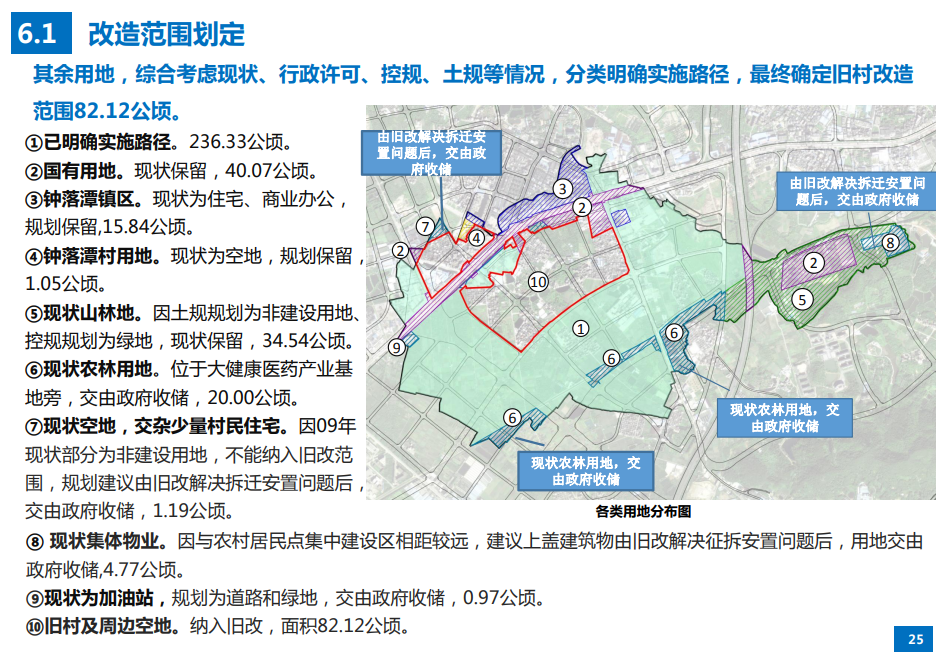 6.1 改造范围划定
其余用地，综合考虑现状、行政许可、控规、土规等情况，分类明确实施路径，最终确定旧村改造
范围82.12公顷。
①已明确实施路径。236.33公顷。
②国有用地。现状保留，40.07公顷。
③钟落潭镇区。现状为住宅、商业办公，
规划保留,15.84公顷。
④钟落潭村用地。现状为空地，规划保留，
1.05公顷。
⑤现状山林地。因土规规划为非建设用地、
控规规划为绿地，现状保留，34.54公顷。
⑥现状农林用地。位于大健康医药产业基
地旁，交由政府收储，20.00公顷。
⑦现状空地，交杂少量村民住宅。因09年
现状部分为非建设用地，不能纳入旧改范
围，规划建议由旧改解决拆迁安置问题后，
交由政府收储，1.19公顷。
⑧ 现状集体物业。因与农村居民点集中建设区相距较远，建议上盖建筑物由旧改解决征拆安置问题后，用地交由
政府收储,4.77公顷。
⑨现状为加油站，规划为道路和绿地，交由政府收储，0.97公顷。
⑩旧村及周边空地。纳入旧改，面积82.12公顷。
由旧改解决拆迁安
置问题后，交由政
府收储
由旧改解决拆迁安置问
题后，交由政府收储
③
②
⑦
④
②
⑧
②
⑩
⑤
①
⑥
⑨
⑥
⑥
现状农林用地，交
由政府收储
现状农林用地，交
由政府收储
各类用地分布图
25